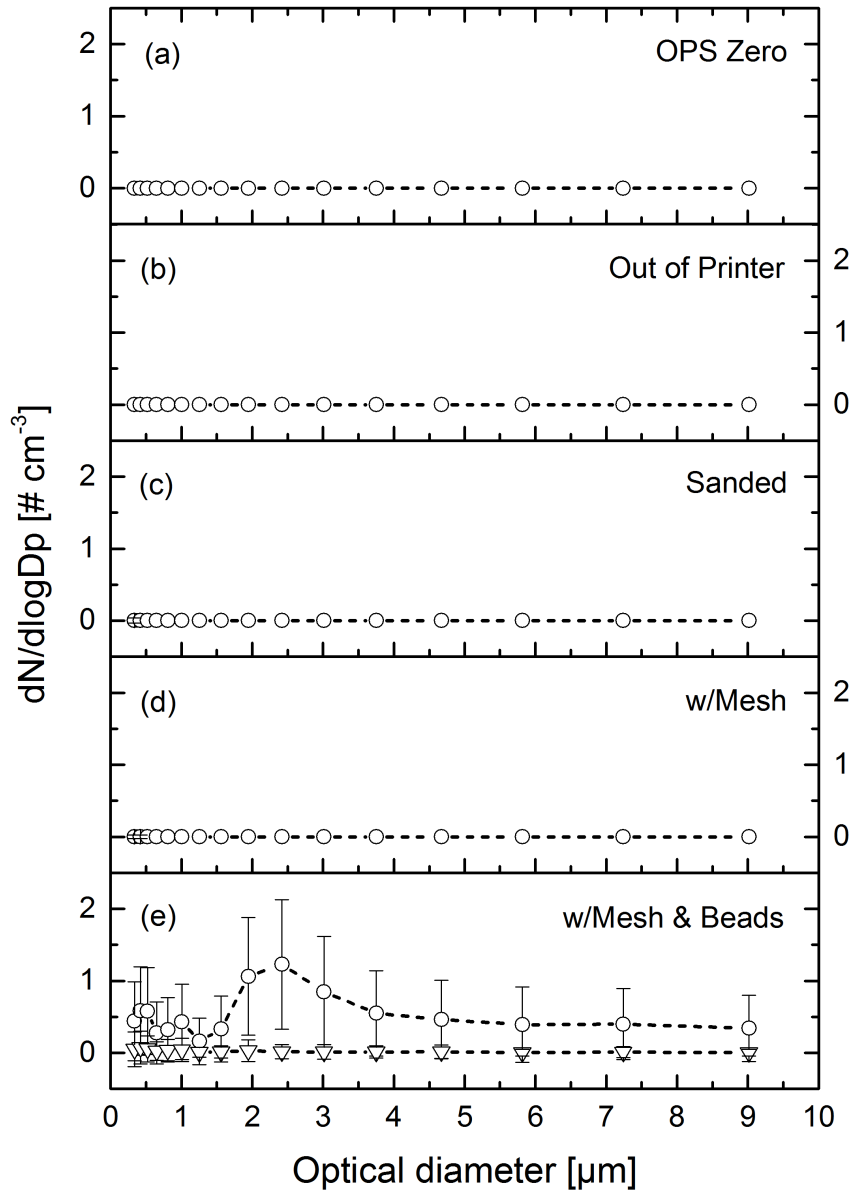 2
(a)
OPS Zero
1
0
(b)
Out of Printer
2
1
0
2
(c)
Sanded
1
0
(d)
w/Mesh
2
1
0
2
(e)
w/Mesh & Beads
1
0
0 1 2 3 4 5 6 7 8 9 10
Optical diameter [µm]
dN/dlogDp [# cm⁻³]